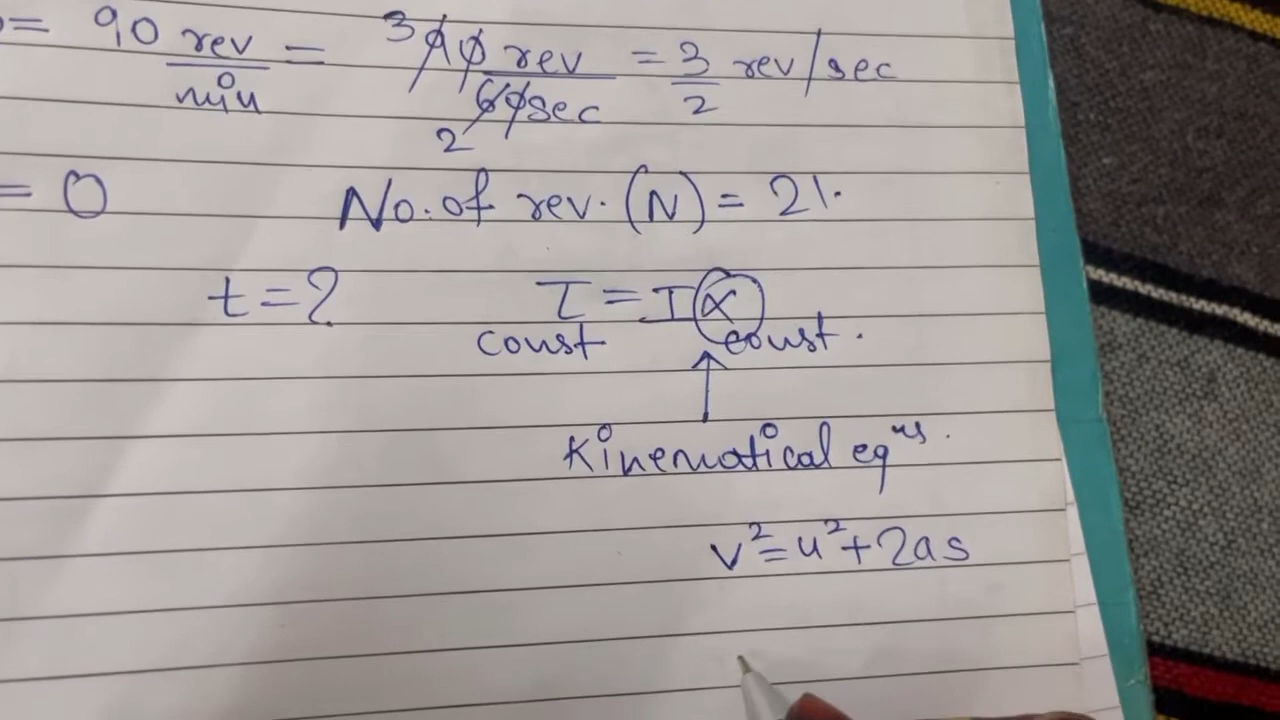 = 90 rev/min = 3 90 rev / 2 60 sec = 3/2 rev/sec
= 0 No. of rev. (N) = 21.
t = ? τ = Iα
const const.
↑
Kinematical eqns.
v² = u² + 2as